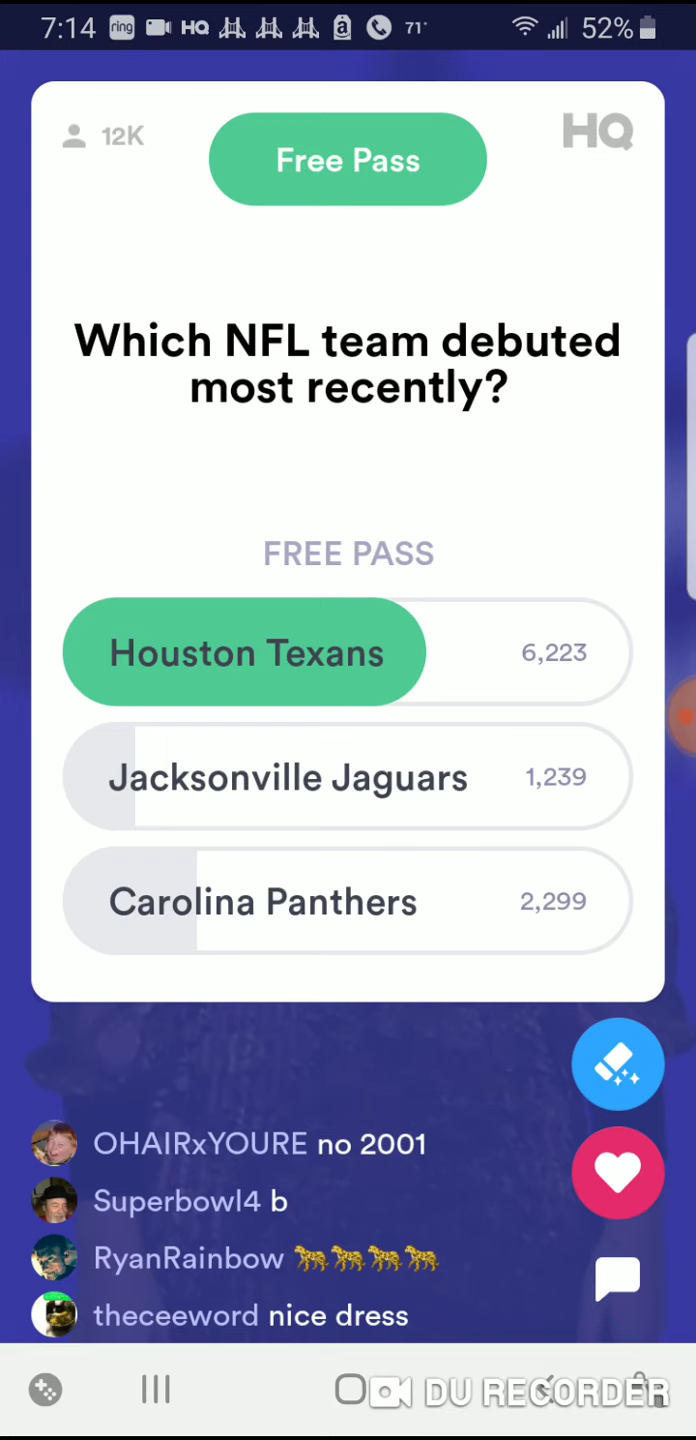 7:14 ring HQ a 71° 52%
12K
Free Pass
HQ
Which NFL team debuted
most recently?
FREE PASS
Houston Texans 6,223
Jacksonville Jaguars 1,239
Carolina Panthers 2,299
OHAIRxYOURE no 2001
Superbowl4 b
RyanRainbow 🐆🐆🐆🐆
theceeword nice dress
DU RECORDER